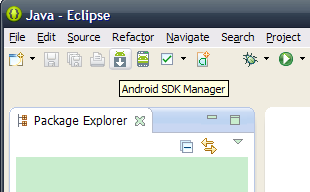 Java - Eclipse
File Edit Source Refactor Navigate Search Project
Android SDK Manager
Package Explorer